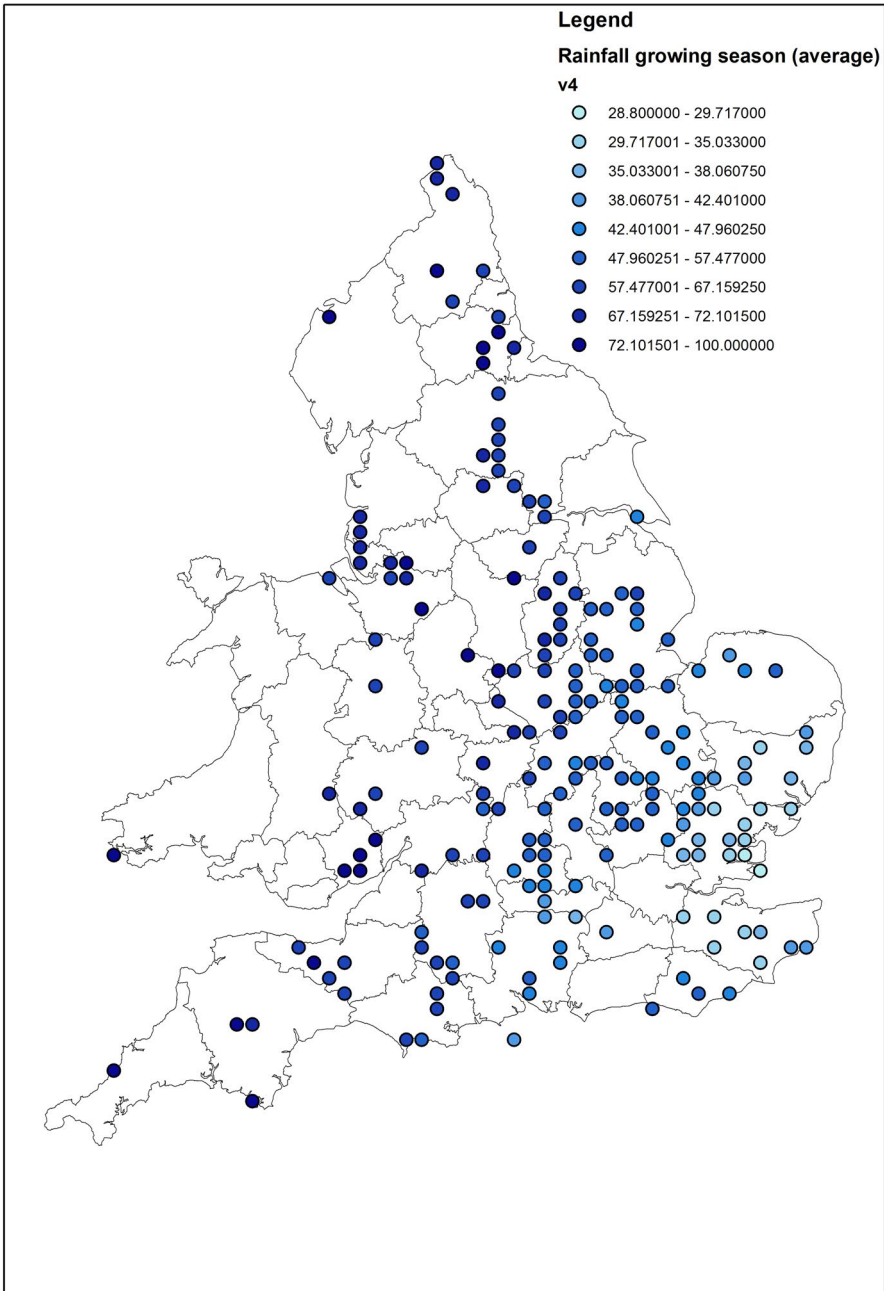 Legend
Rainfall growing season (average)
v4
28.800000 - 29.717000
29.717001 - 35.033000
35.033001 - 38.060750
38.060751 - 42.401000
42.401001 - 47.960250
47.960251 - 57.477000
57.477001 - 67.159250
67.159251 - 72.101500
72.101501 - 100.000000